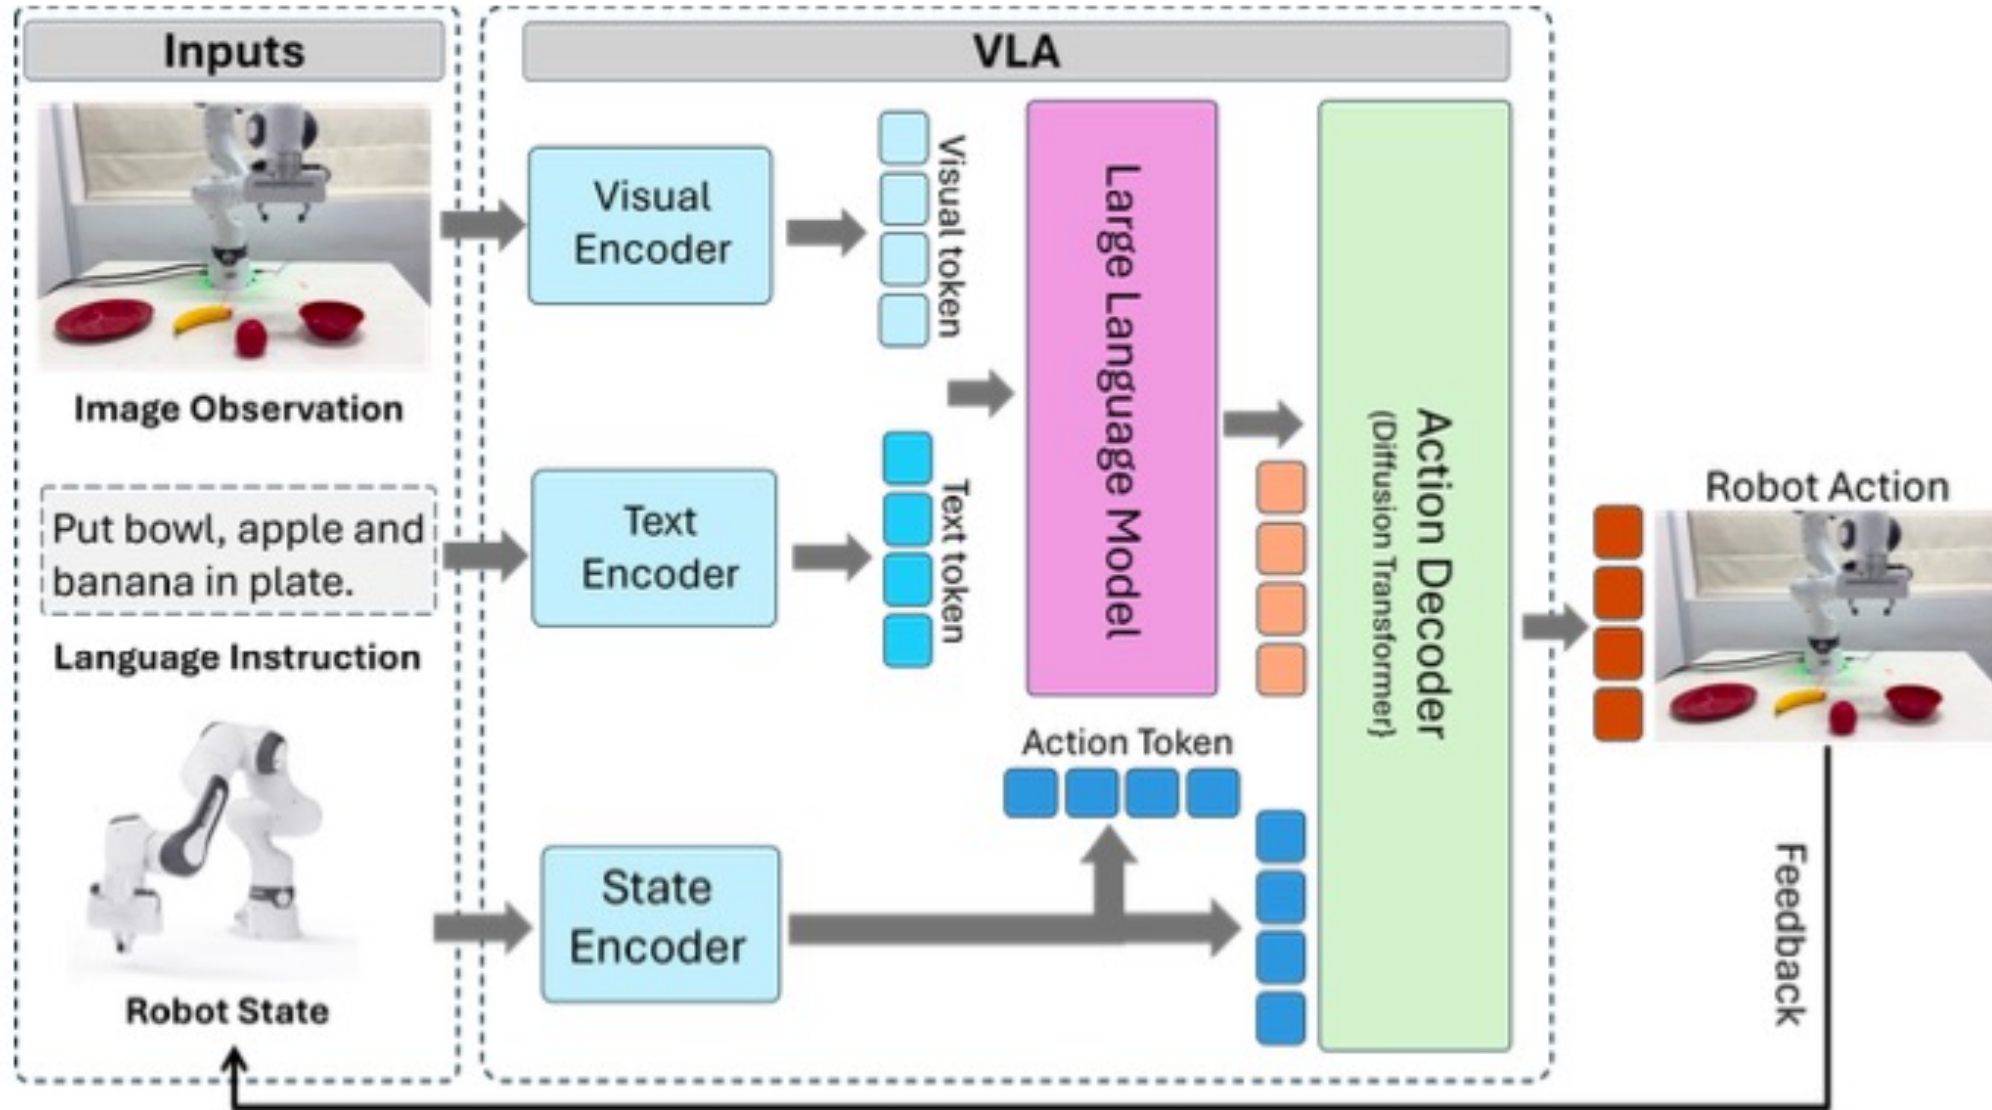 Inputs
VLA
Image Observation
Put bowl, apple and
banana in plate.
Language Instruction
Robot State
Visual
Encoder
Text
Encoder
State
Encoder
Visual token
Text token
Large Language Model
Action Token
Action Decoder
(Diffusion Transformer}
Robot Action
Feedback